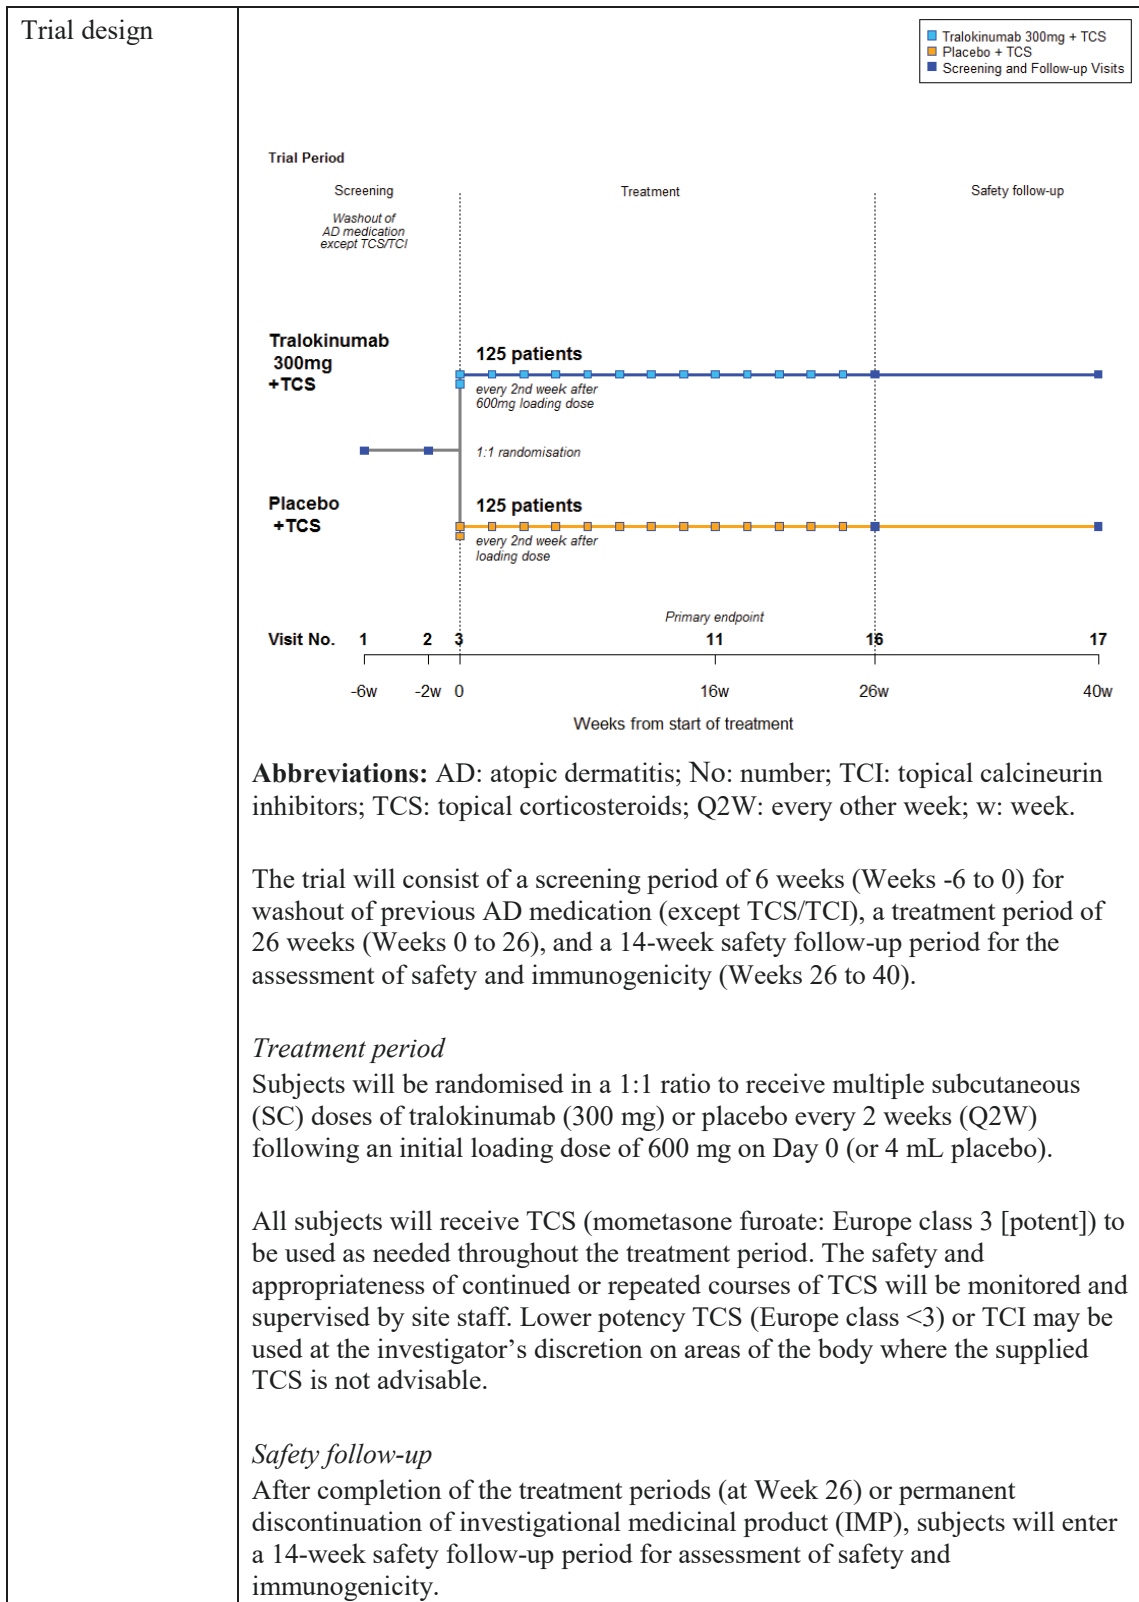 Trial design
Tralokinumab 300mg + TCS
Placebo + TCS
Screening and Follow-up Visits
Trial Period
Screening
Treatment
Safety follow-up
Washout of
AD medication
except TCS/TCI
Tralokinumab
300mg
+TCS
125 patients
every 2nd week after
600mg loading dose
1:1 randomisation
Placebo
+TCS
125 patients
every 2nd week after
loading dose
Primary endpoint
Visit No. 1 2 3 11 16 17
-6w -2w 0 16w 26w 40w
Weeks from start of treatment
Abbreviations: AD: atopic dermatitis; No: number; TCI: topical calcineurin
inhibitors; TCS: topical corticosteroids; Q2W: every other week; w: week.
The trial will consist of a screening period of 6 weeks (Weeks -6 to 0) for
washout of previous AD medication (except TCS/TCI), a treatment period of
26 weeks (Weeks 0 to 26), and a 14-week safety follow-up period for the
assessment of safety and immunogenicity (Weeks 26 to 40).
Treatment period
Subjects will be randomised in a 1:1 ratio to receive multiple subcutaneous
(SC) doses of tralokinumab (300 mg) or placebo every 2 weeks (Q2W)
following an initial loading dose of 600 mg on Day 0 (or 4 mL placebo).
All subjects will receive TCS (mometasone furoate: Europe class 3 [potent]) to
be used as needed throughout the treatment period. The safety and
appropriateness of continued or repeated courses of TCS will be monitored and
supervised by site staff. Lower potency TCS (Europe class <3) or TCI may be
used at the investigator’s discretion on areas of the body where the supplied
TCS is not advisable.
Safety follow-up
After completion of the treatment periods (at Week 26) or permanent
discontinuation of investigational medicinal product (IMP), subjects will enter
a 14-week safety follow-up period for assessment of safety and
immunogenicity.